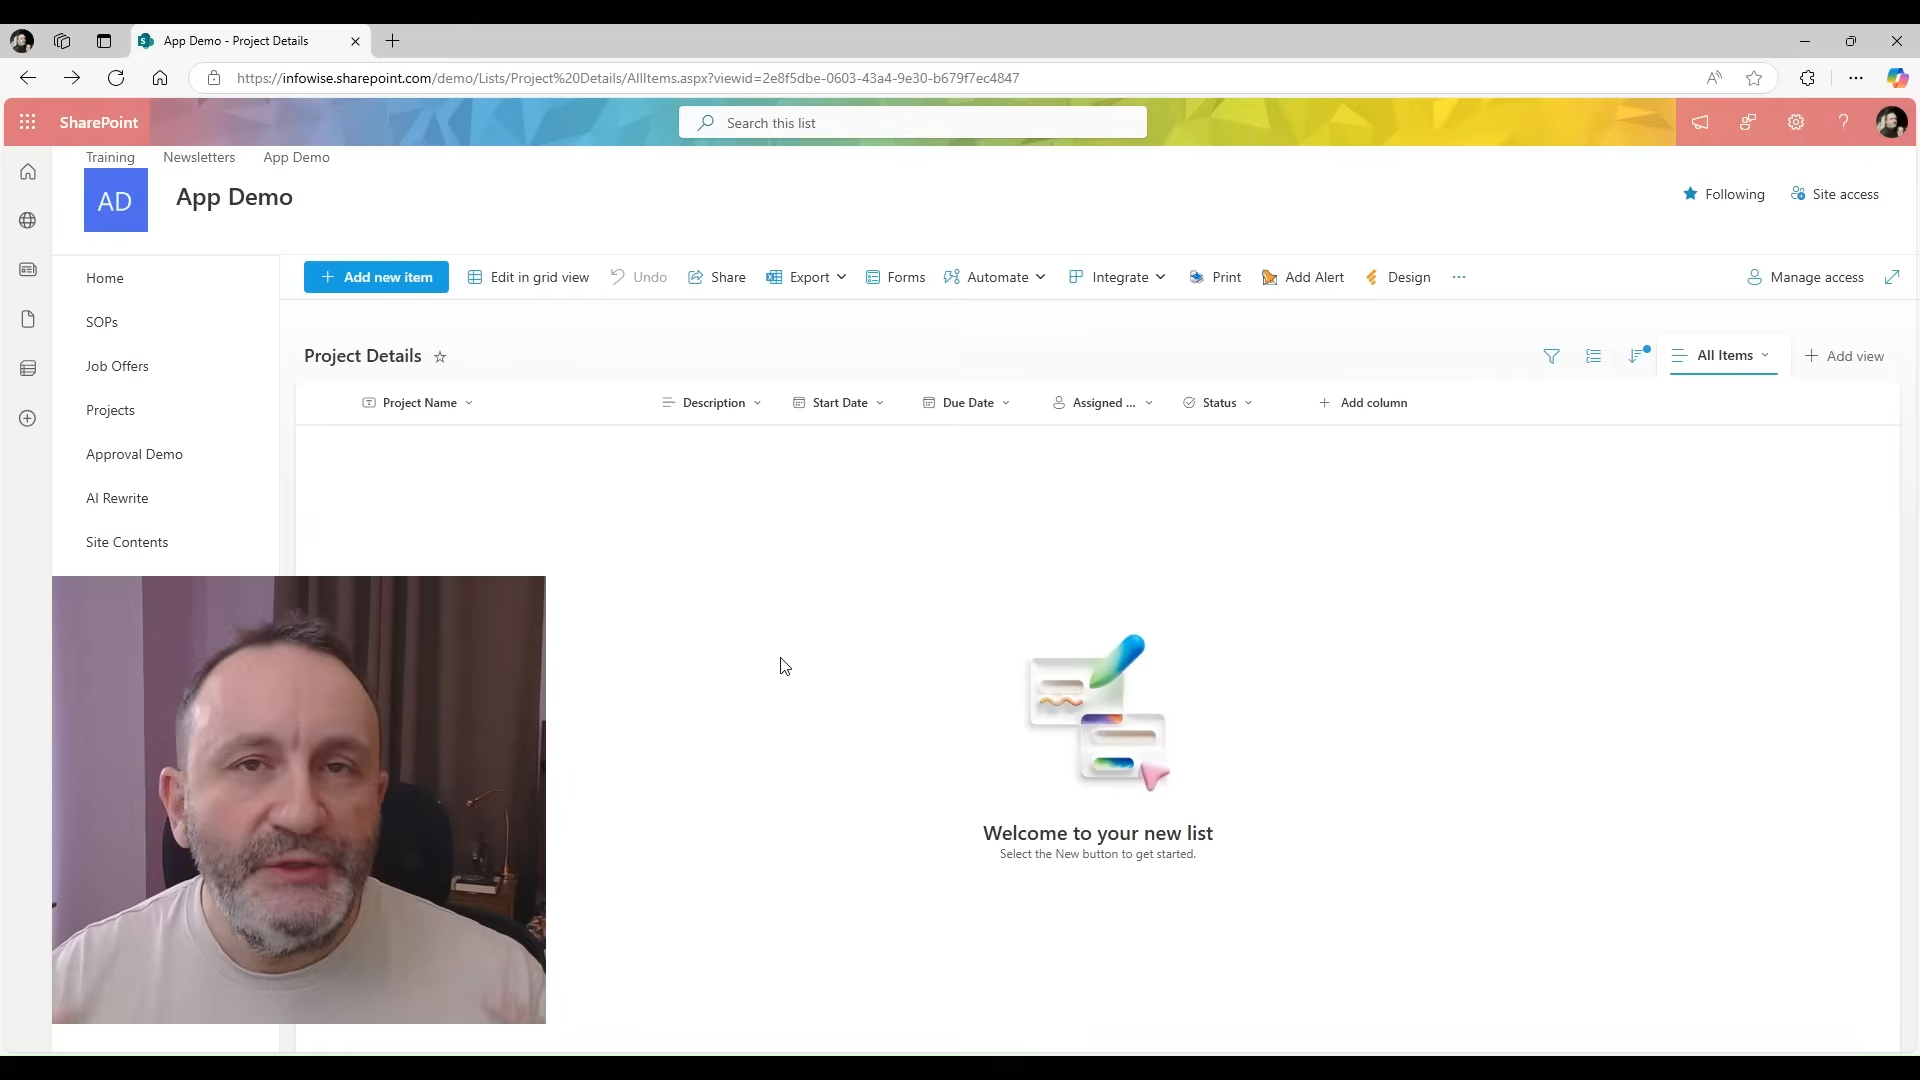 App Demo - Project Details
https://infowise.sharepoint.com/demo/Lists/Project%20Details/AllItems.aspx?viewid=2e8f5dbe-0603-43a4-9e30-b679f7ec4847
SharePoint
Search this list
Training Newsletters App Demo
AD
App Demo
Following Site access
Home
SOPs
Job Offers
Projects
Approval Demo
AI Rewrite
Site Contents
Add new item Edit in grid view Undo Share Export Forms Automate Integrate Print Add Alert Design ... Manage access
Project Details
All Items Add view
Project Name Description Start Date Due Date Assigned ... Status Add column
Welcome to your new list
Select the New button to get started.